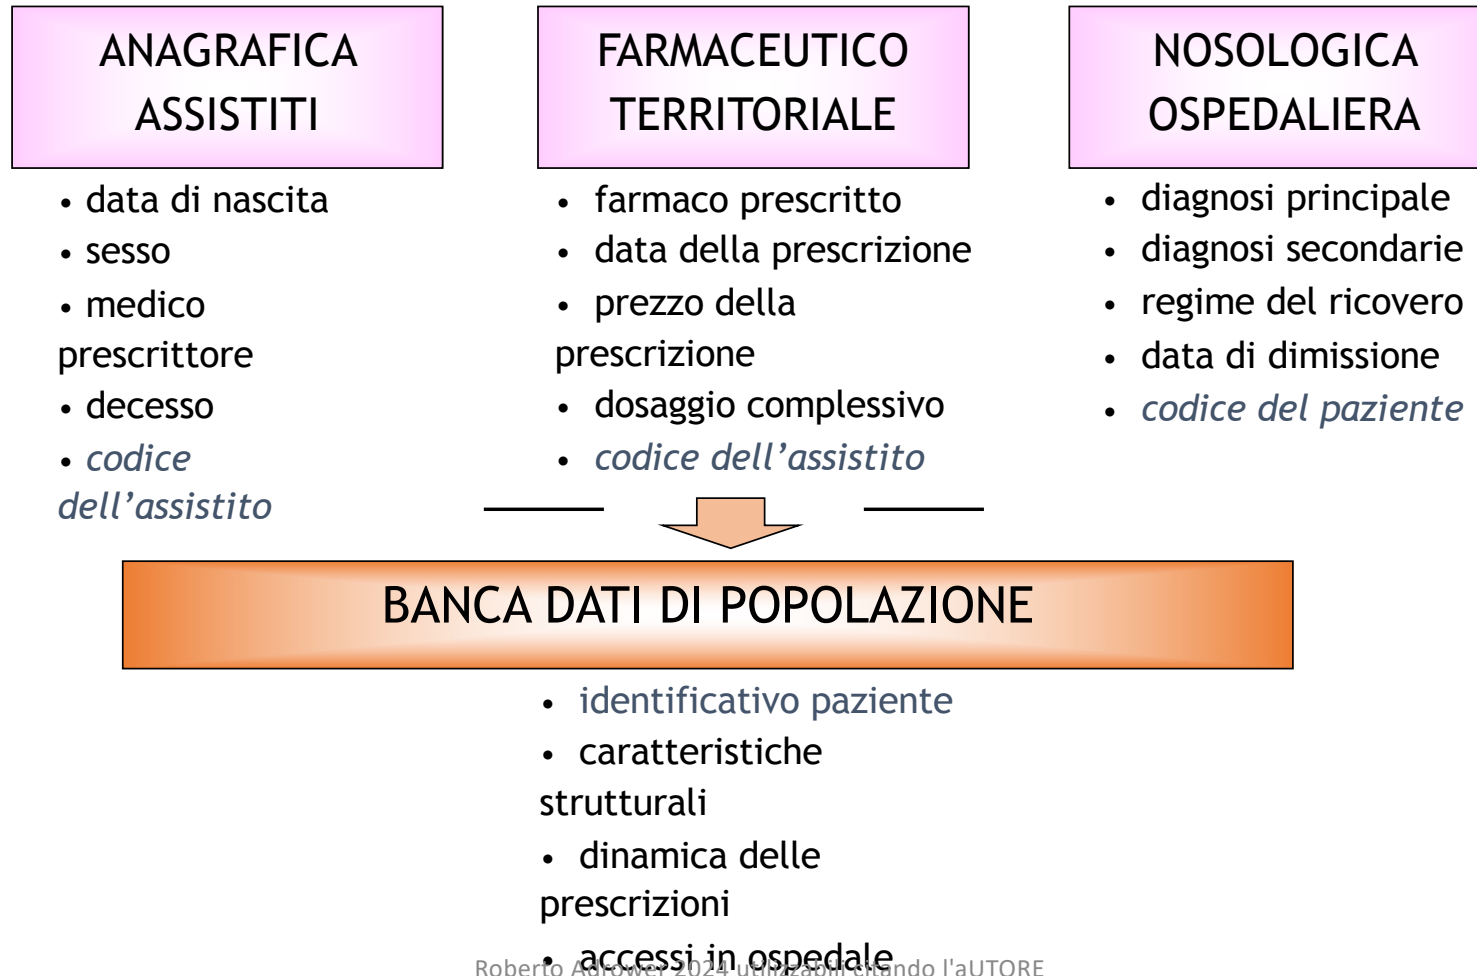 ANAGRAFICA
ASSISTITI
• data di nascita
• sesso
• medico
prescrittore
• decesso
• codice
dell’assistito
FARMACEUTICO
TERRITORIALE
• farmaco prescritto
• data della prescrizione
• prezzo della
prescrizione
• dosaggio complessivo
• codice dell’assistito
NOSOLOGICA
OSPEDALIERA
• diagnosi principale
• diagnosi secondarie
• regime del ricovero
• data di dimissione
• codice del paziente
BANCA DATI DI POPOLAZIONE
• identificativo paziente
• caratteristiche
strutturali
• dinamica delle
prescrizioni
• accessi in ospedale
Roberto Adrower 2024 utilizzabili citando l'aUTORE